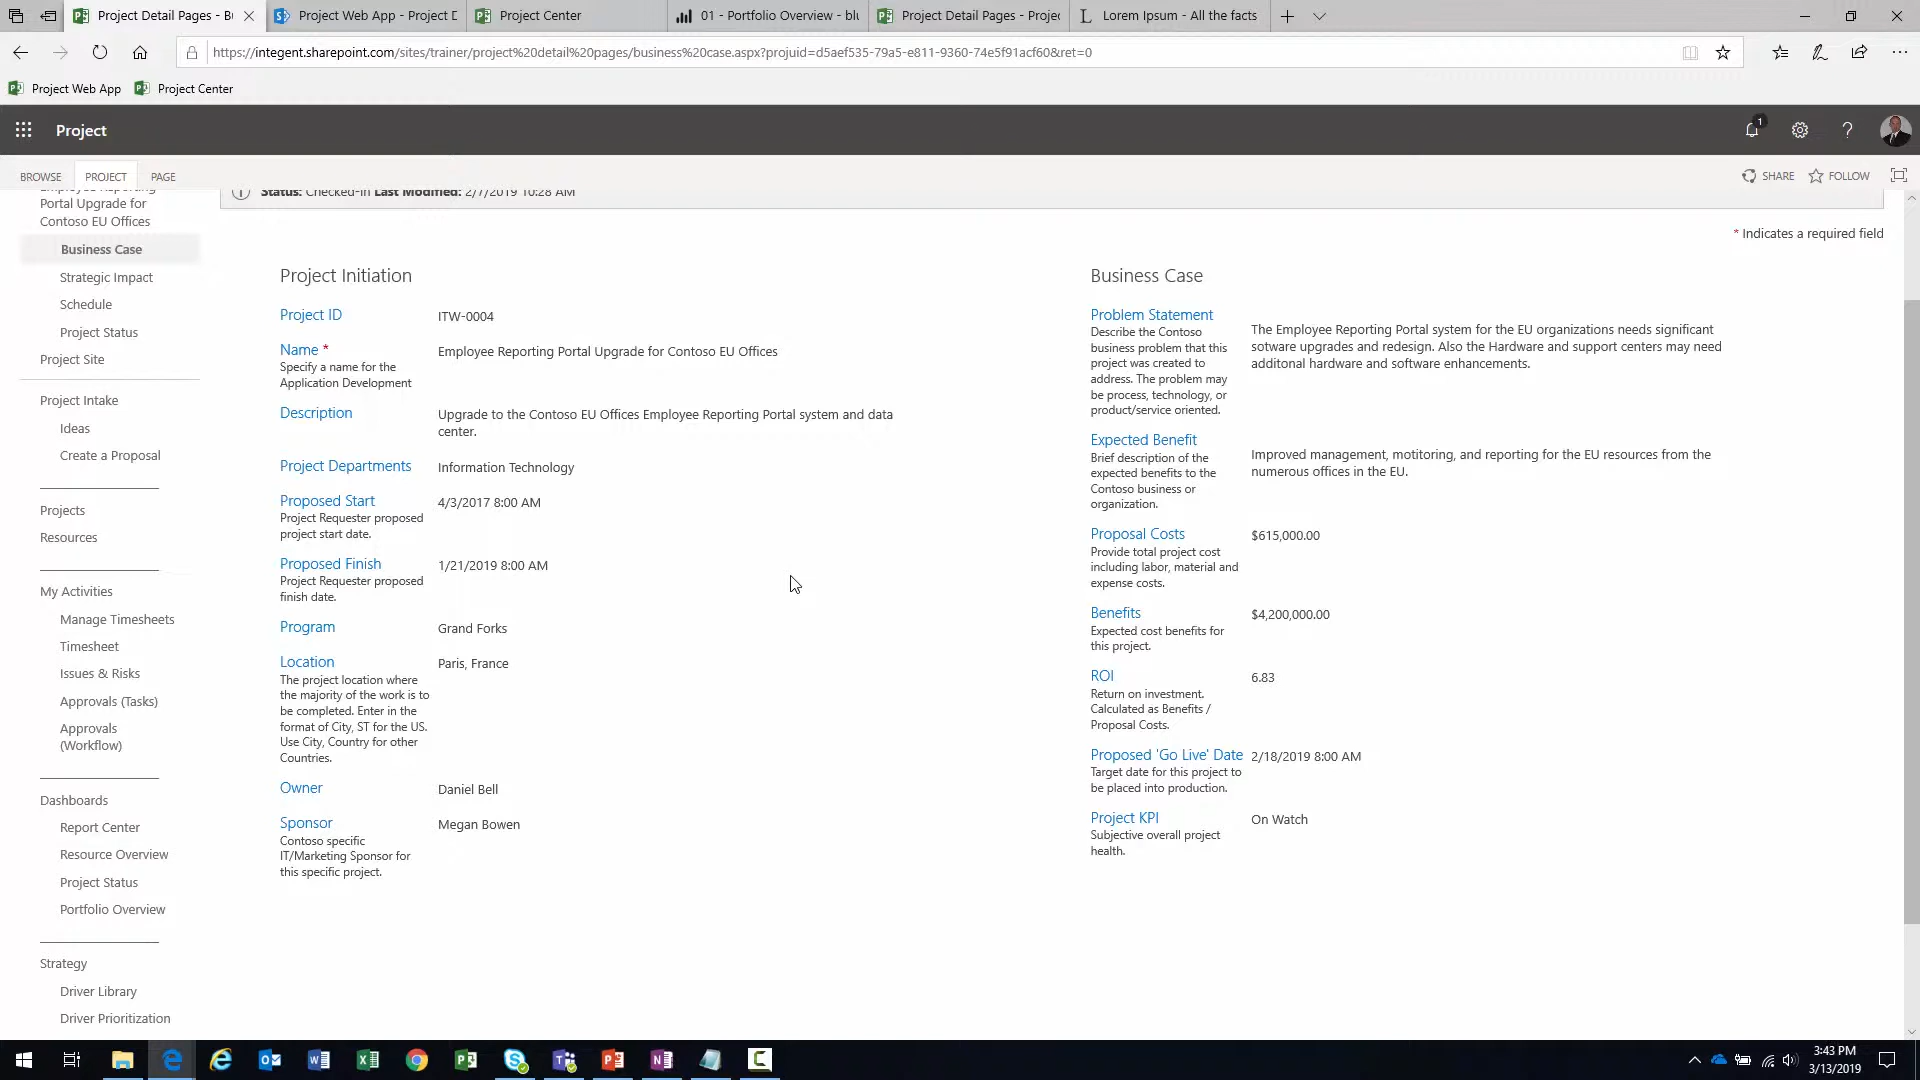 Project Detail Pages - B
Project Web App - Project D
Project Center
01 - Portfolio Overview - bl
Project Detail Pages - Projec
Lorem Ipsum - All the facts
https://integent.sharepoint.com/sites/trainer/project%20detail%20pages/business%20case.aspx?projuid=d5aef535-79a5-e811-9360-74e5f91acf60&ret=0
Project Web App
Project Center
Project
1
BROWSE
PROJECT
PAGE
SHARE
FOLLOW
Employee Reporting
Portal Upgrade for
Contoso EU Offices
Business Case
Strategic Impact
Schedule
Project Status
Project Site
Project Intake
Ideas
Create a Proposal
Projects
Resources
My Activities
Manage Timesheets
Timesheet
Issues & Risks
Approvals (Tasks)
Approvals
(Workflow)
Dashboards
Report Center
Resource Overview
Project Status
Portfolio Overview
Strategy
Driver Library
Driver Prioritization
Status: Checked-in Last Modified: 2/7/2019 10:28 AM
* Indicates a required field
Project Initiation
Project ID
ITW-0004
Name *
Specify a name for the
Application Development
Employee Reporting Portal Upgrade for Contoso EU Offices
Description
Upgrade to the Contoso EU Offices Employee Reporting Portal system and data
center.
Project Departments
Information Technology
Proposed Start
Project Requester proposed
project start date.
4/3/2017 8:00 AM
Proposed Finish
Project Requester proposed
finish date.
1/21/2019 8:00 AM
Program
Grand Forks
Location
The project location where
the majority of the work is to
be completed. Enter in the
format of City, ST for the US.
Use City, Country for other
Countries.
Paris, France
Owner
Daniel Bell
Sponsor
Contoso specific
IT/Marketing Sponsor for
this specific project.
Megan Bowen
Business Case
Problem Statement
Describe the Contoso
business problem that this
project was created to
address. The problem may
be process, technology, or
product/service oriented.
The Employee Reporting Portal system for the EU organizations needs significant
sotware upgrades and redesign. Also the Hardware and support centers may need
additonal hardware and software enhancements.
Expected Benefit
Brief description of the
expected benefits to the
Contoso business or
organization.
Improved management, motitoring, and reporting for the EU resources from the
numerous offices in the EU.
Proposal Costs
Provide total project cost
including labor, material and
expense costs.
$615,000.00
Benefits
Expected cost benefits for
this project.
$4,200,000.00
ROI
Return on investment.
Calculated as Benefits /
Proposal Costs.
6.83
Proposed 'Go Live' Date
Target date for this project to
be placed into production.
2/18/2019 8:00 AM
Project KPI
Subjective overall project
health.
On Watch
3:43 PM
3/13/2019